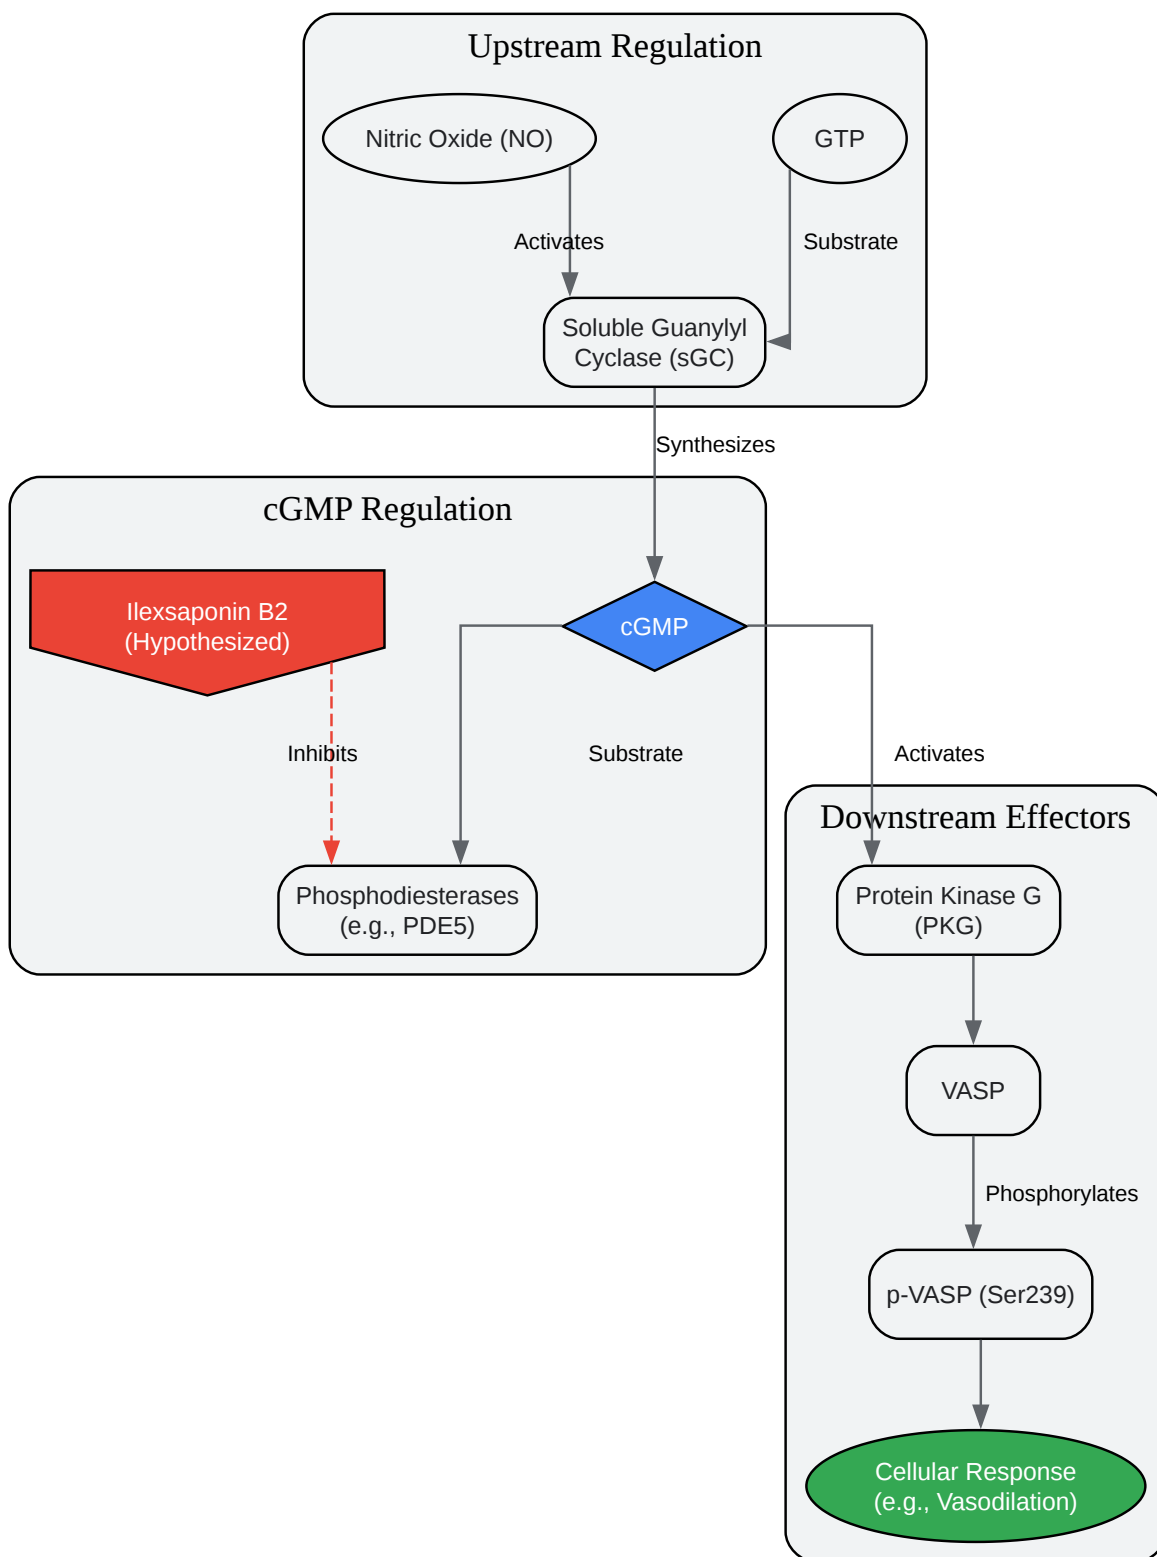 Upstream Regulation
Nitric Oxide (NO)
GTP
Activates
Substrate
Soluble Guanylyl
Cyclase (sGC)
Synthesizes
cGMP Regulation
Ilexsaponin B2
(Hypothesized)
cGMP
Inhibits
Substrate
Activates
Downstream Effectors
Phosphodiesterases
(e.g., PDE5)
Protein Kinase G
(PKG)
VASP
Phosphorylates
p-VASP (Ser239)
Cellular Response
(e.g., Vasodilation)